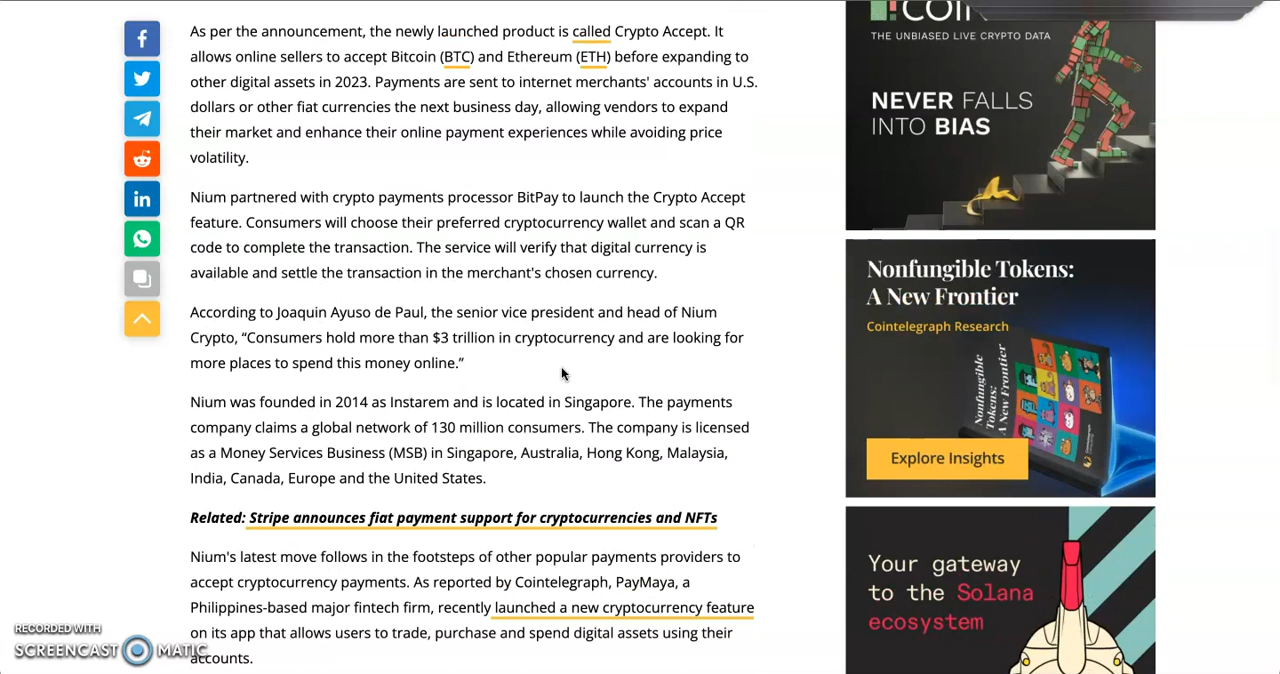 As per the announcement, the newly launched product is called Crypto Accept. It
allows online sellers to accept Bitcoin (BTC) and Ethereum (ETH) before expanding to
other digital assets in 2023. Payments are sent to internet merchants' accounts in U.S.
dollars or other fiat currencies the next business day, allowing vendors to expand
their market and enhance their online payment experiences while avoiding price
volatility.
Nium partnered with crypto payments processor BitPay to launch the Crypto Accept
feature. Consumers will choose their preferred cryptocurrency wallet and scan a QR
code to complete the transaction. The service will verify that digital currency is
available and settle the transaction in the merchant's chosen currency.
According to Joaquin Ayuso de Paul, the senior vice president and head of Nium
Crypto, “Consumers hold more than $3 trillion in cryptocurrency and are looking for
more places to spend this money online.”
Nium was founded in 2014 as Instarem and is located in Singapore. The payments
company claims a global network of 130 million consumers. The company is licensed
as a Money Services Business (MSB) in Singapore, Australia, Hong Kong, Malaysia,
India, Canada, Europe and the United States.
Related: Stripe announces fiat payment support for cryptocurrencies and NFTs
Nium's latest move follows in the footsteps of other popular payments providers to
accept cryptocurrency payments. As reported by Cointelegraph, PayMaya, a
Philippines-based major fintech firm, recently launched a new cryptocurrency feature
on its app that allows users to trade, purchase and spend digital assets using their
accounts.
THE UNBIASED LIVE CRYPTO DATA
NEVER FALLS
INTO BIAS
Nonfungible Tokens:
A New Frontier
Cointelegraph Research
Nonfungible
Tokens:
A New Frontier
Explore Insights
Your gateway
to the Solana
ecosystem
RECORDED WITH
SCREENCAST MATIC